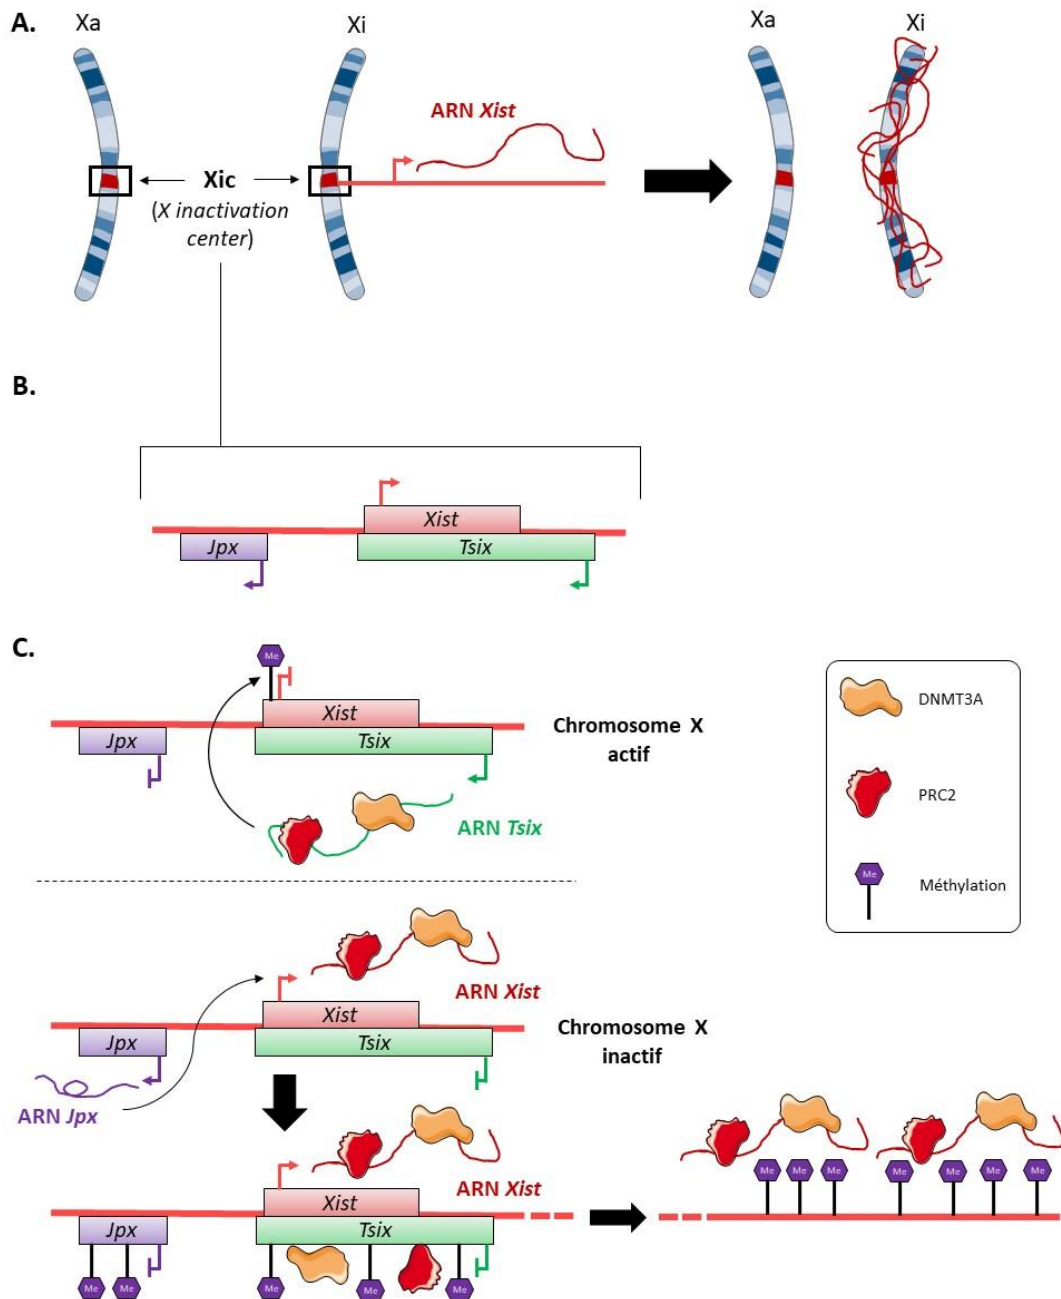 A.
Xa
Xi
ARN Xist
Xic
(X inactivation
center)
Xa
Xi
B.
Xist
Jpx
Tsix
C.
Me
Xist
Jpx
Tsix
Chromosome X
actif
ARN Tsix
DNMT3A
PRC2
Me
Méthylation
ARN Xist
Xist
Jpx
Tsix
Chromosome X
inactif
ARN Jpx
ARN Xist
Xist
Jpx
Tsix
Me
Me
Me
Me
Me
Me
Me
Me
Me
Me
Me
Me